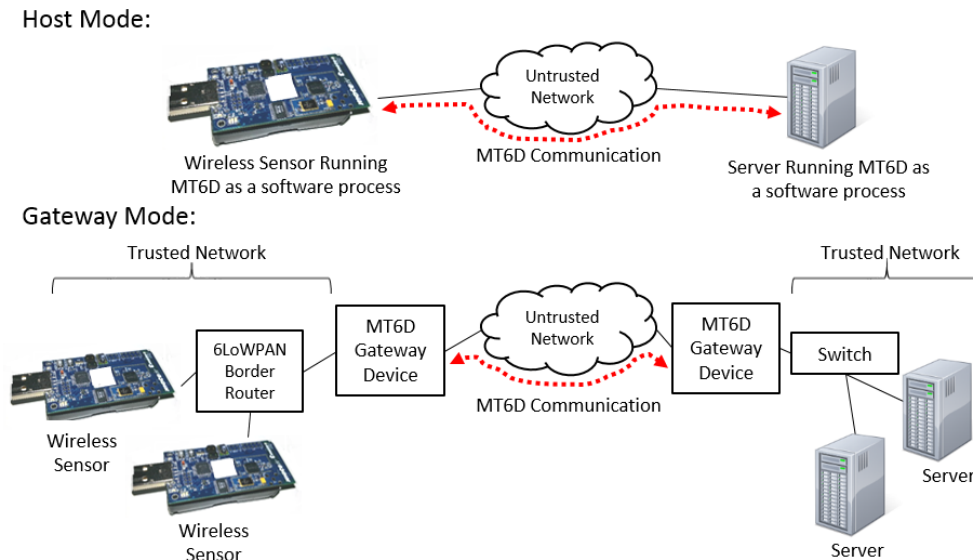 Host Mode:
Untrusted
Network
MT6D Communication
Wireless Sensor Running
MT6D as a software process
Server Running MT6D as
a software process
Gateway Mode:
Trusted Network
Trusted Network
6LoWPAN
Border
Router
MT6D
Gateway
Device
Untrusted
Network
MT6D Communication
MT6D
Gateway
Device
Switch
Wireless
Sensor
Wireless
Sensor
Server
Server